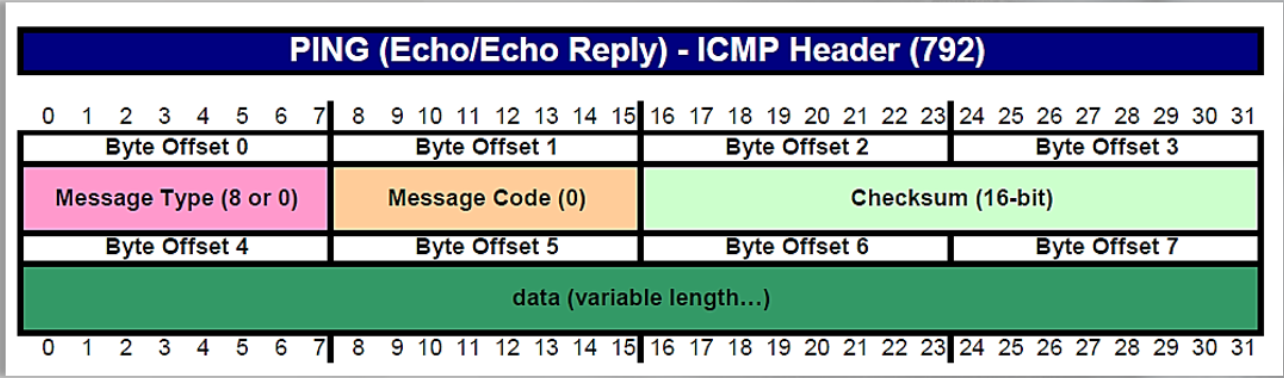 PING (Echo/Echo Reply) - ICMP Header (792)
0 1 2 3 4 5 6 7 8 9 10 11 12 13 14 15 16 17 18 19 20 21 22 23 24 25 26 27 28 29 30 31
Byte Offset 0 Byte Offset 1 Byte Offset 2 Byte Offset 3
Message Type (8 or 0) Message Code (0) Checksum (16-bit)
Byte Offset 4 Byte Offset 5 Byte Offset 6 Byte Offset 7
data (variable length...)
0 1 2 3 4 5 6 7 8 9 10 11 12 13 14 15 16 17 18 19 20 21 22 23 24 25 26 27 28 29 30 31